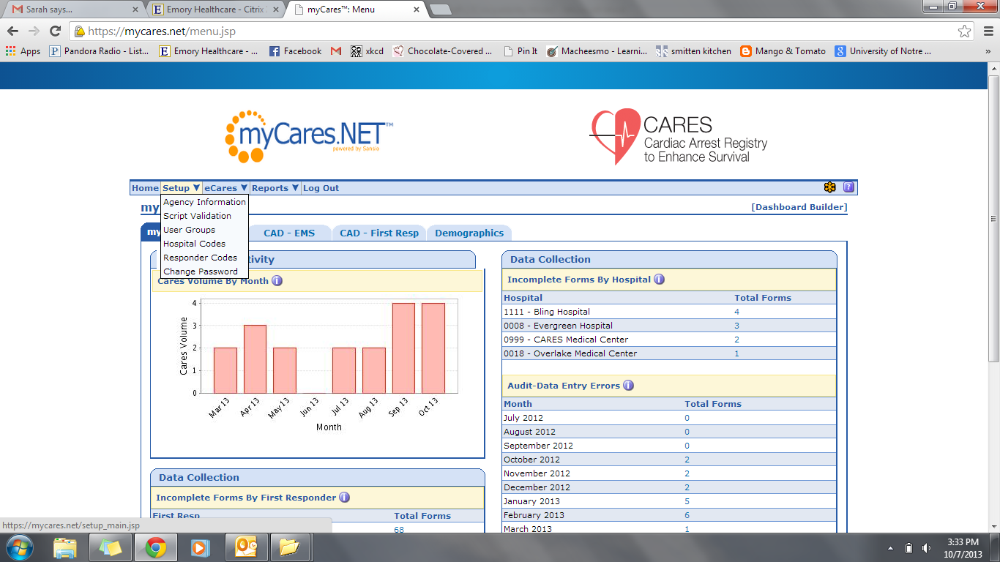 Sarah says...
Emory Healthcare - Citrix
myCares™: Menu
https://mycares.net/menu.jsp
Apps
Pandora Radio - List...
Emory Healthcare - ...
Facebook
xkcd
Chocolate-Covered ...
Pin It
Macheesmo - Learni...
smitten kitchen
Mango & Tomato
University of Notre ...
»
myCares.NET™
powered by Sansio
CARES
Cardiac Arrest Registry
to Enhance Survival
Home Setup ▼ eCares ▼ Reports ▼ Log Out
?
Agency Information
Script Validation
User Groups
Hospital Codes
Responder Codes
Change Password
my
[Dashboard Builder]
my
CAD - EMS
CAD - First Resp
Demographics
tivity
Cares Volume By Month i
Cares Volume
4
3
2
1
0
Mar 13 Apr 13 May 13 Jun 13 Jul 13 Aug 13 Sep 13 Oct 13
Month
Data Collection
Incomplete Forms By First Responder i
First Resp Total Forms
68
Data Collection
Incomplete Forms By Hospital i
Hospital Total Forms
1111 - Bling Hospital 4
0008 - Evergreen Hospital 3
0999 - CARES Medical Center 2
0018 - Overlake Medical Center 1
Audit-Data Entry Errors i
Month Total Forms
July 2012 0
August 2012 0
September 2012 0
October 2012 2
November 2012 2
December 2012 2
January 2013 5
February 2013 6
March 2013 1
https://mycares.net/setup_main.jsp
3:33 PM
10/7/2013